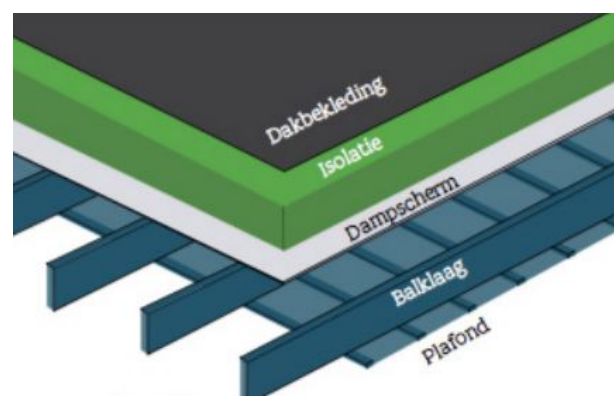 Dakbekleding
Isolatie
Dampscherm
Balklaag
Plafond